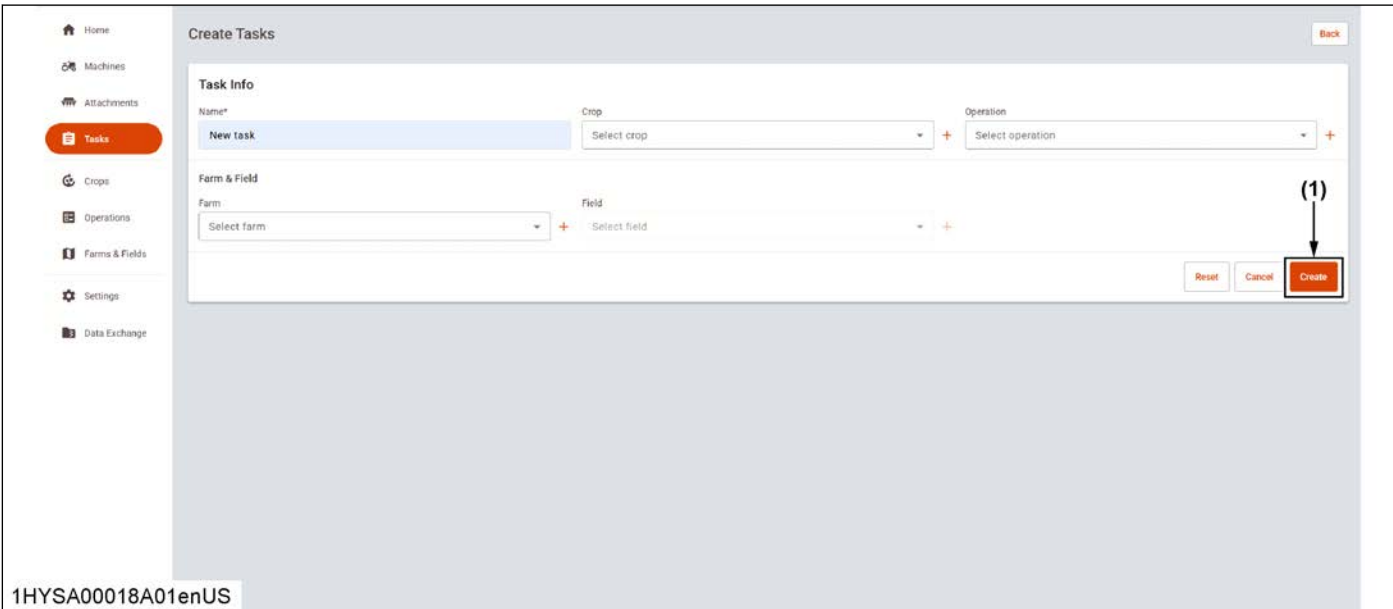 Home
Machines
Attachments
Tasks
Crops
Operations
Farms & Fields
Settings
Data Exchange
Create Tasks
Back
Task Info
Name* Crop Operation
New task Select crop + Select operation +
Farm & Field
Farm Field
Select farm + Select field +
(1)
Reset Cancel Create
1HYSA00018A01enUS